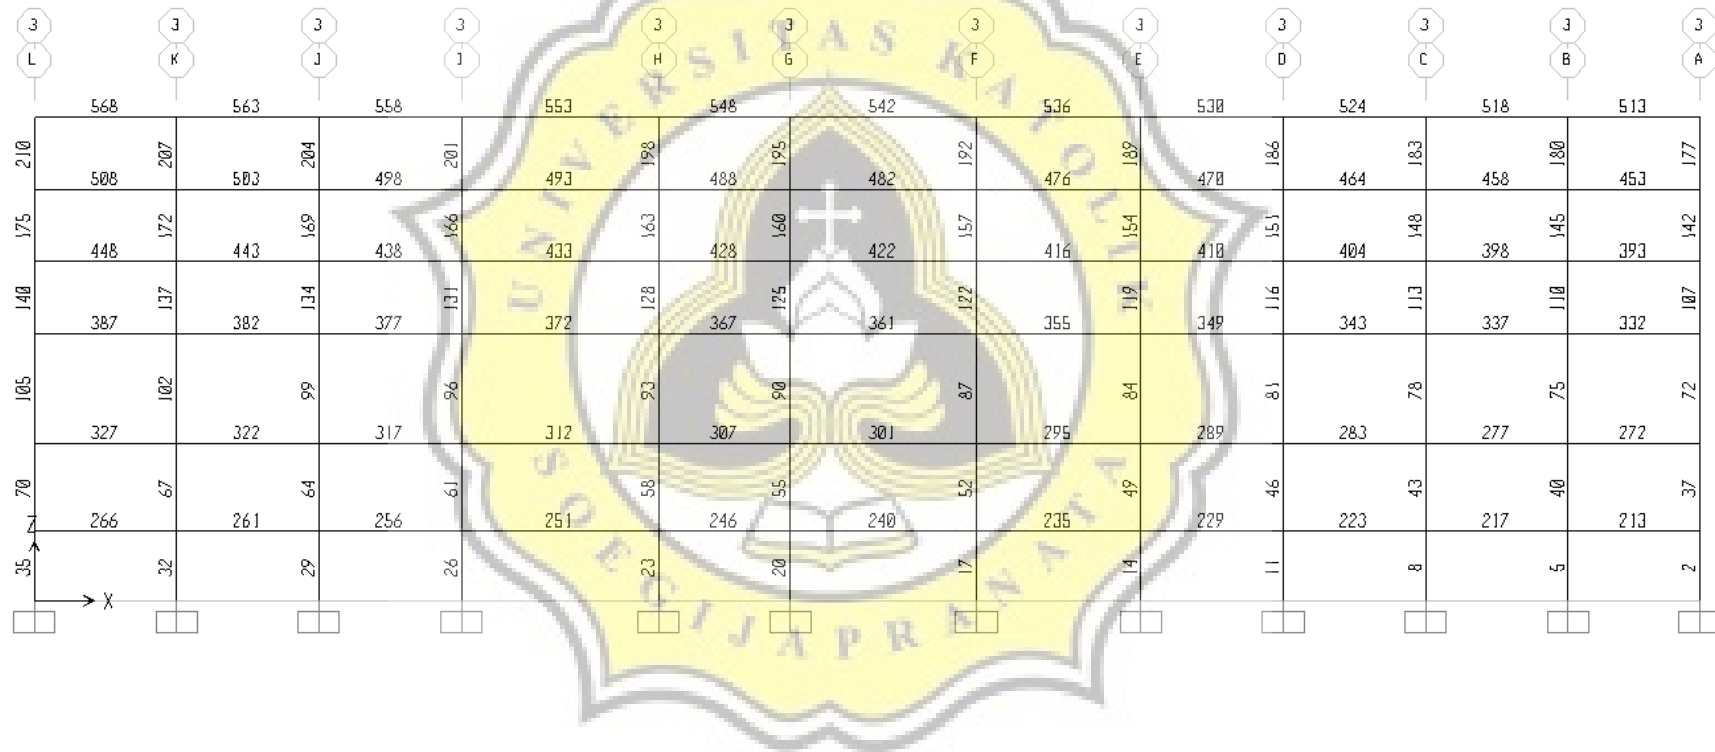 3 3 3 3 3 3 3 3 3 3 3 3
L K J I H G F E D C B A
568 563 558 553 548 542 536 530 524 518 513
210 207 204 201 198 195 192 189 186 183 180 177
508 503 498 493 488 482 476 470 464 458 453
175 172 169 166 163 160 157 154 151 148 145 142
448 443 438 433 428 422 416 410 404 398 393
140 137 134 131 128 125 122 119 116 113 110 107
387 382 377 372 367 361 355 349 343 337 332
105 102 99 96 93 90 87 84 81 78 75 72
327 322 317 312 307 301 295 289 283 277 272
70 67 64 61 58 55 52 49 46 43 40 37
Z
266 261 256 251 246 240 235 229 223 217 213
35 32 29 26 23 20 17 14 11 8 5 2
X
UNIVERSITAS KATOLIK
SOEGIJAPRANATA